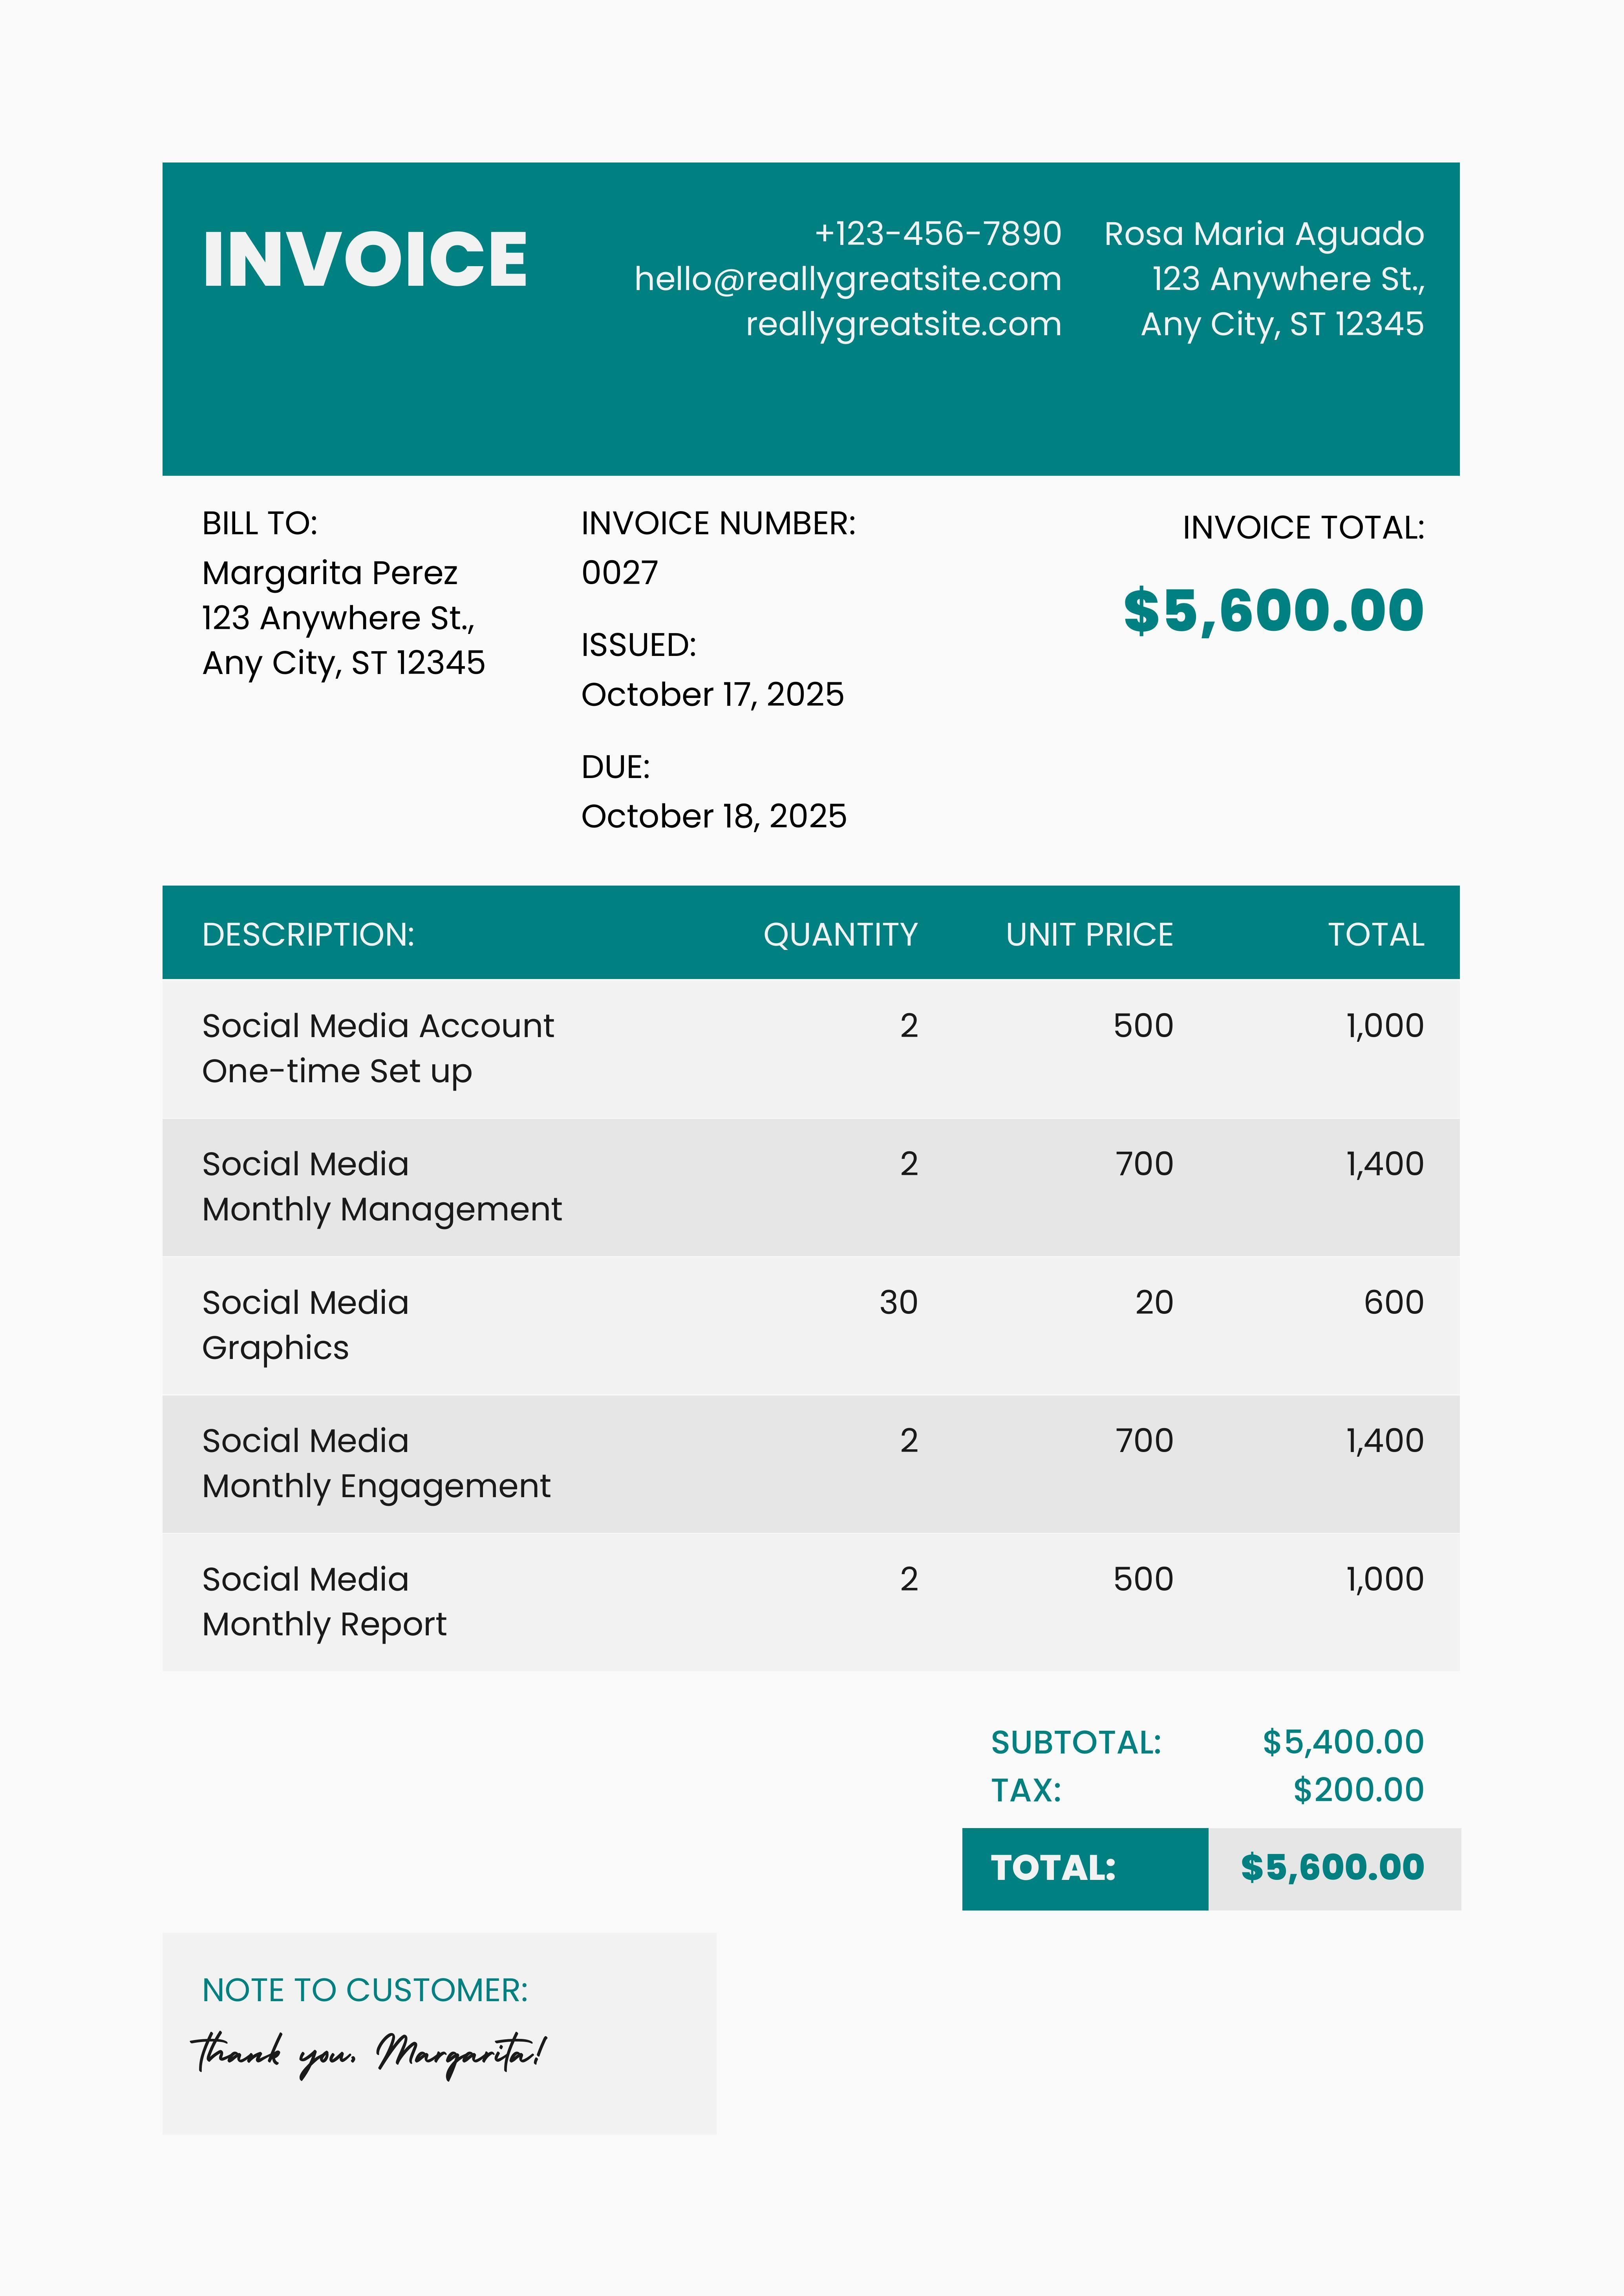 INVOICE
+123-456-7890
hello@reallygreatsite.com
reallygreatsite.com
Rosa Maria Aguado
123 Anywhere St.,
Any City, ST 12345
BILL TO:
Margarita Perez
123 Anywhere St.,
Any City, ST 12345
INVOICE NUMBER:
0027
ISSUED:
October 17, 2025
DUE:
October 18, 2025
INVOICE TOTAL:
$5,600.00
DESCRIPTION: QUANTITY UNIT PRICE TOTAL
Social Media Account 2 500 1,000
One-time Set up
Social Media 2 700 1,400
Monthly Management
Social Media 30 20 600
Graphics
Social Media 2 700 1,400
Monthly Engagement
Social Media 2 500 1,000
Monthly Report
SUBTOTAL: $5,400.00
TAX: $200.00
TOTAL: $5,600.00
NOTE TO CUSTOMER:
Thank you, Margarita!